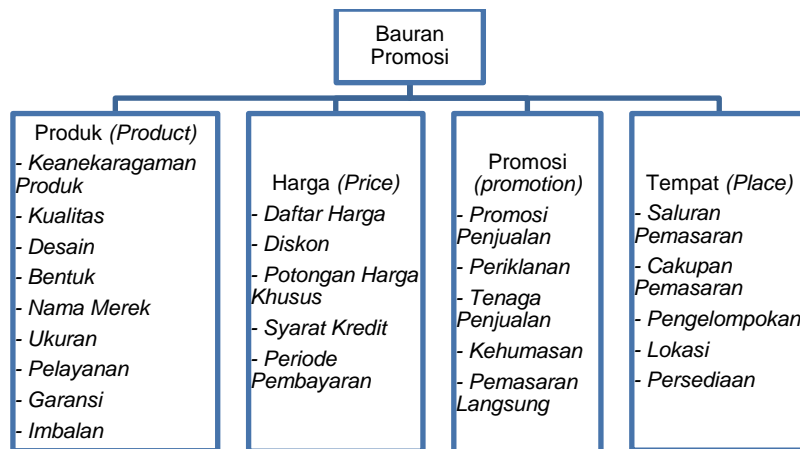 Bauran
Promosi
Produk (Product)
- Keanekaragaman
Produk
- Kualitas
- Desain
- Bentuk
- Nama Merek
- Ukuran
- Pelayanan
- Garansi
- Imbalan
Harga (Price)
- Daftar Harga
- Diskon
- Potongan Harga
Khusus
- Syarat Kredit
- Periode
Pembayaran
Promosi
(promotion)
- Promosi
Penjualan
- Periklanan
- Tenaga
Penjualan
- Kehumasan
- Pemasaran
Langsung
Tempat (Place)
- Saluran
Pemasaran
- Cakupan
Pemasaran
- Pengelompokan
- Lokasi
- Persediaan